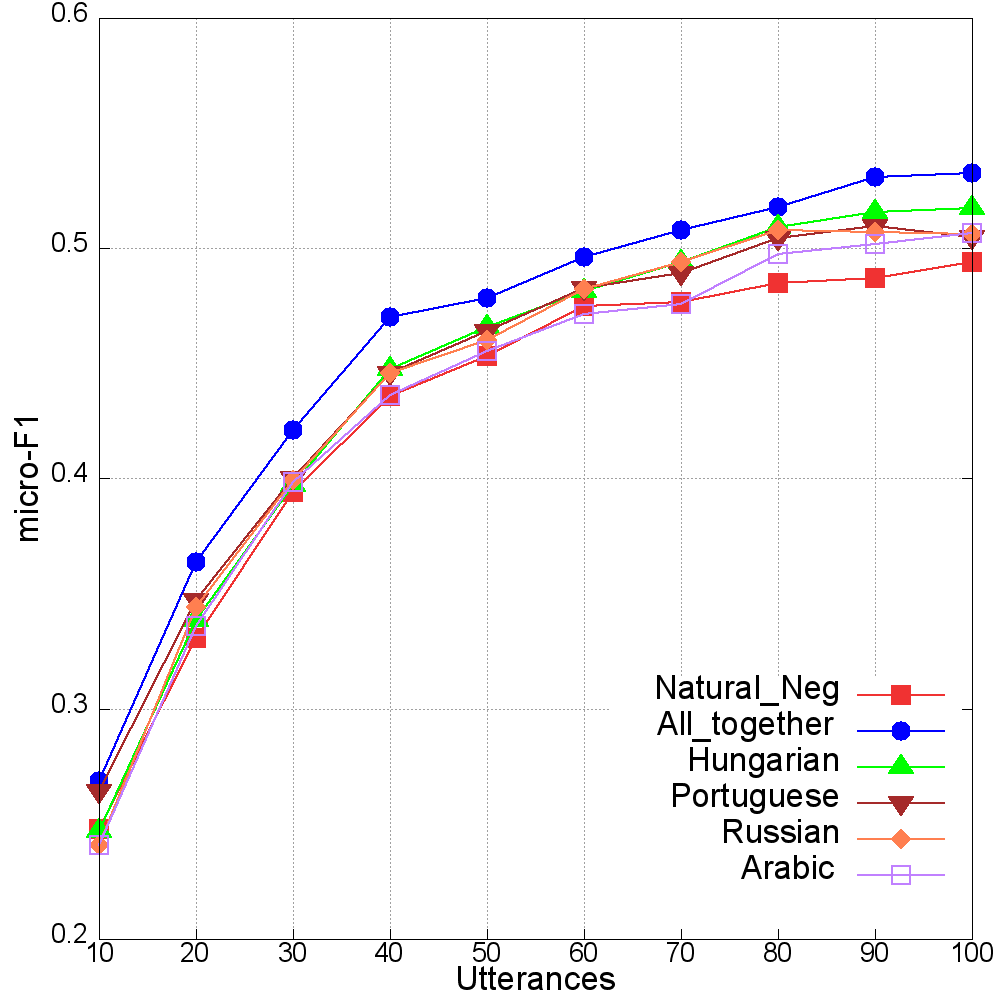 0.6
0.5
0.4
0.3
0.2
micro-F1
Natural_Neg
All_together
Hungarian
Portuguese
Russian
Arabic
10 20 30 40 50 60 70 80 90 100
Utterances